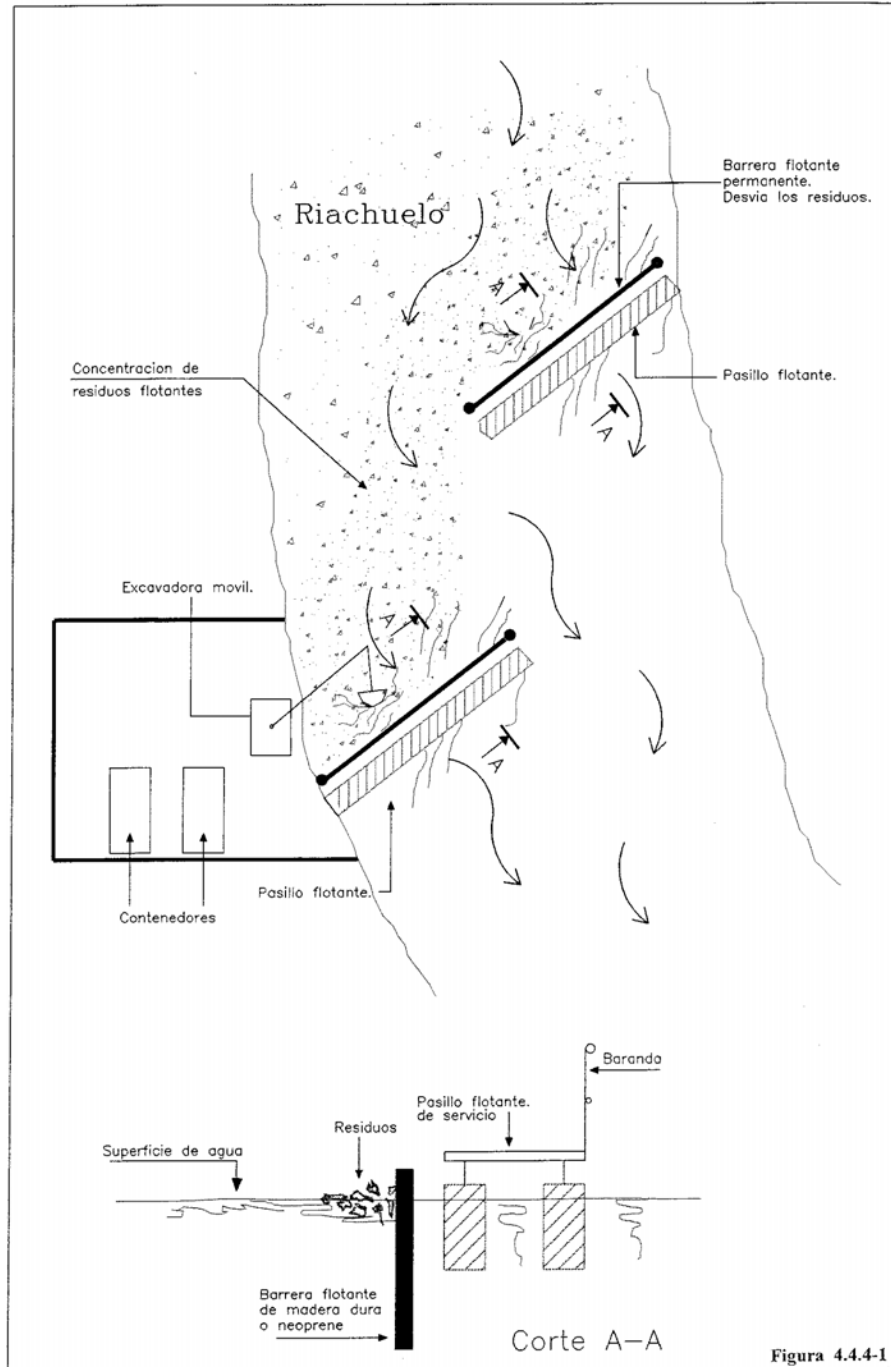 Barrera flotante
permanente.
Desvia los residuos.
Riachuelo
A
Concentracion de
residuos flotantes
Pasillo flotante.
A
Excavadora movil.
A
A
Pasillo flotante.
Contenedores
Baranda
Pasillo flotante.
de servicio
Residuos
Superficie de agua
Barrera flotante
de madera dura
o neoprene
Corte A-A
Figura 4.4.4-1